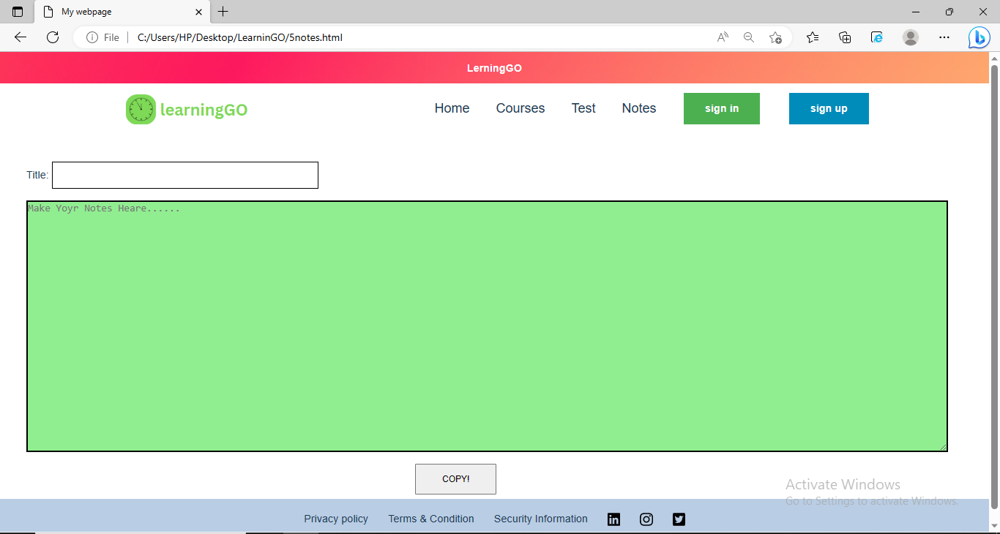 My webpage
File C:/Users/HP/Desktop/LearninGO/5notes.html
LerningGO
learningGO Home Courses Test Notes sign in sign up
Title:
Make Yoyr Notes Heare......
COPY!
Activate Windows
Go to Settings to activate Windows.
Privacy policy Terms & Condition Security Information